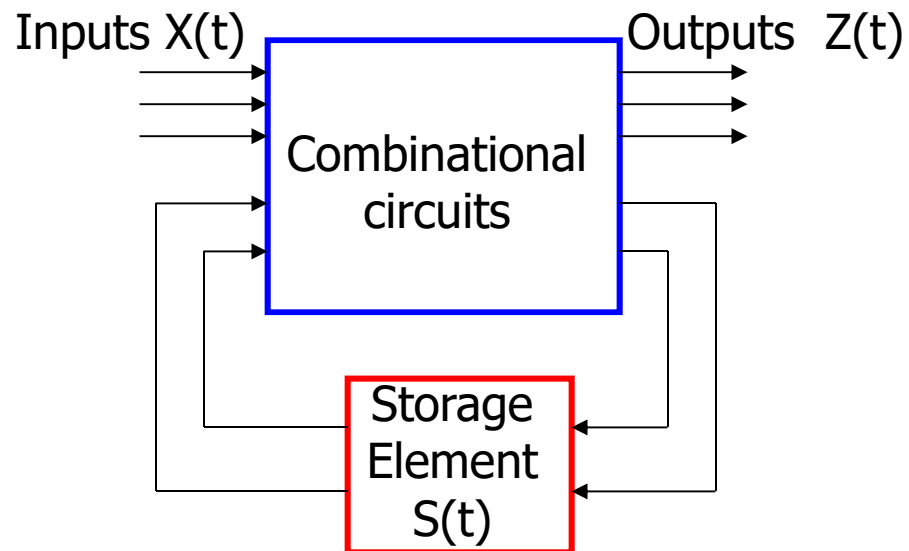 Inputs X(t)
Outputs Z(t)
Combinational
circuits
Storage
Element
S(t)